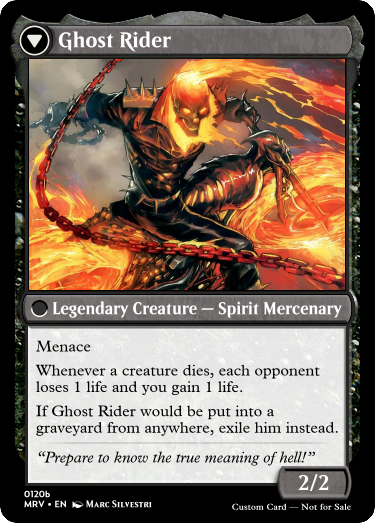 Ghost Rider
Legendary Creature — Spirit Mercenary
Menace
Whenever a creature dies, each opponent
loses 1 life and you gain 1 life.
If Ghost Rider would be put into a
graveyard from anywhere, exile him instead.
“Prepare to know the true meaning of hell!”
2/2
0120b
MRV • EN Marc Silvestri
Custom Card — Not for Sale